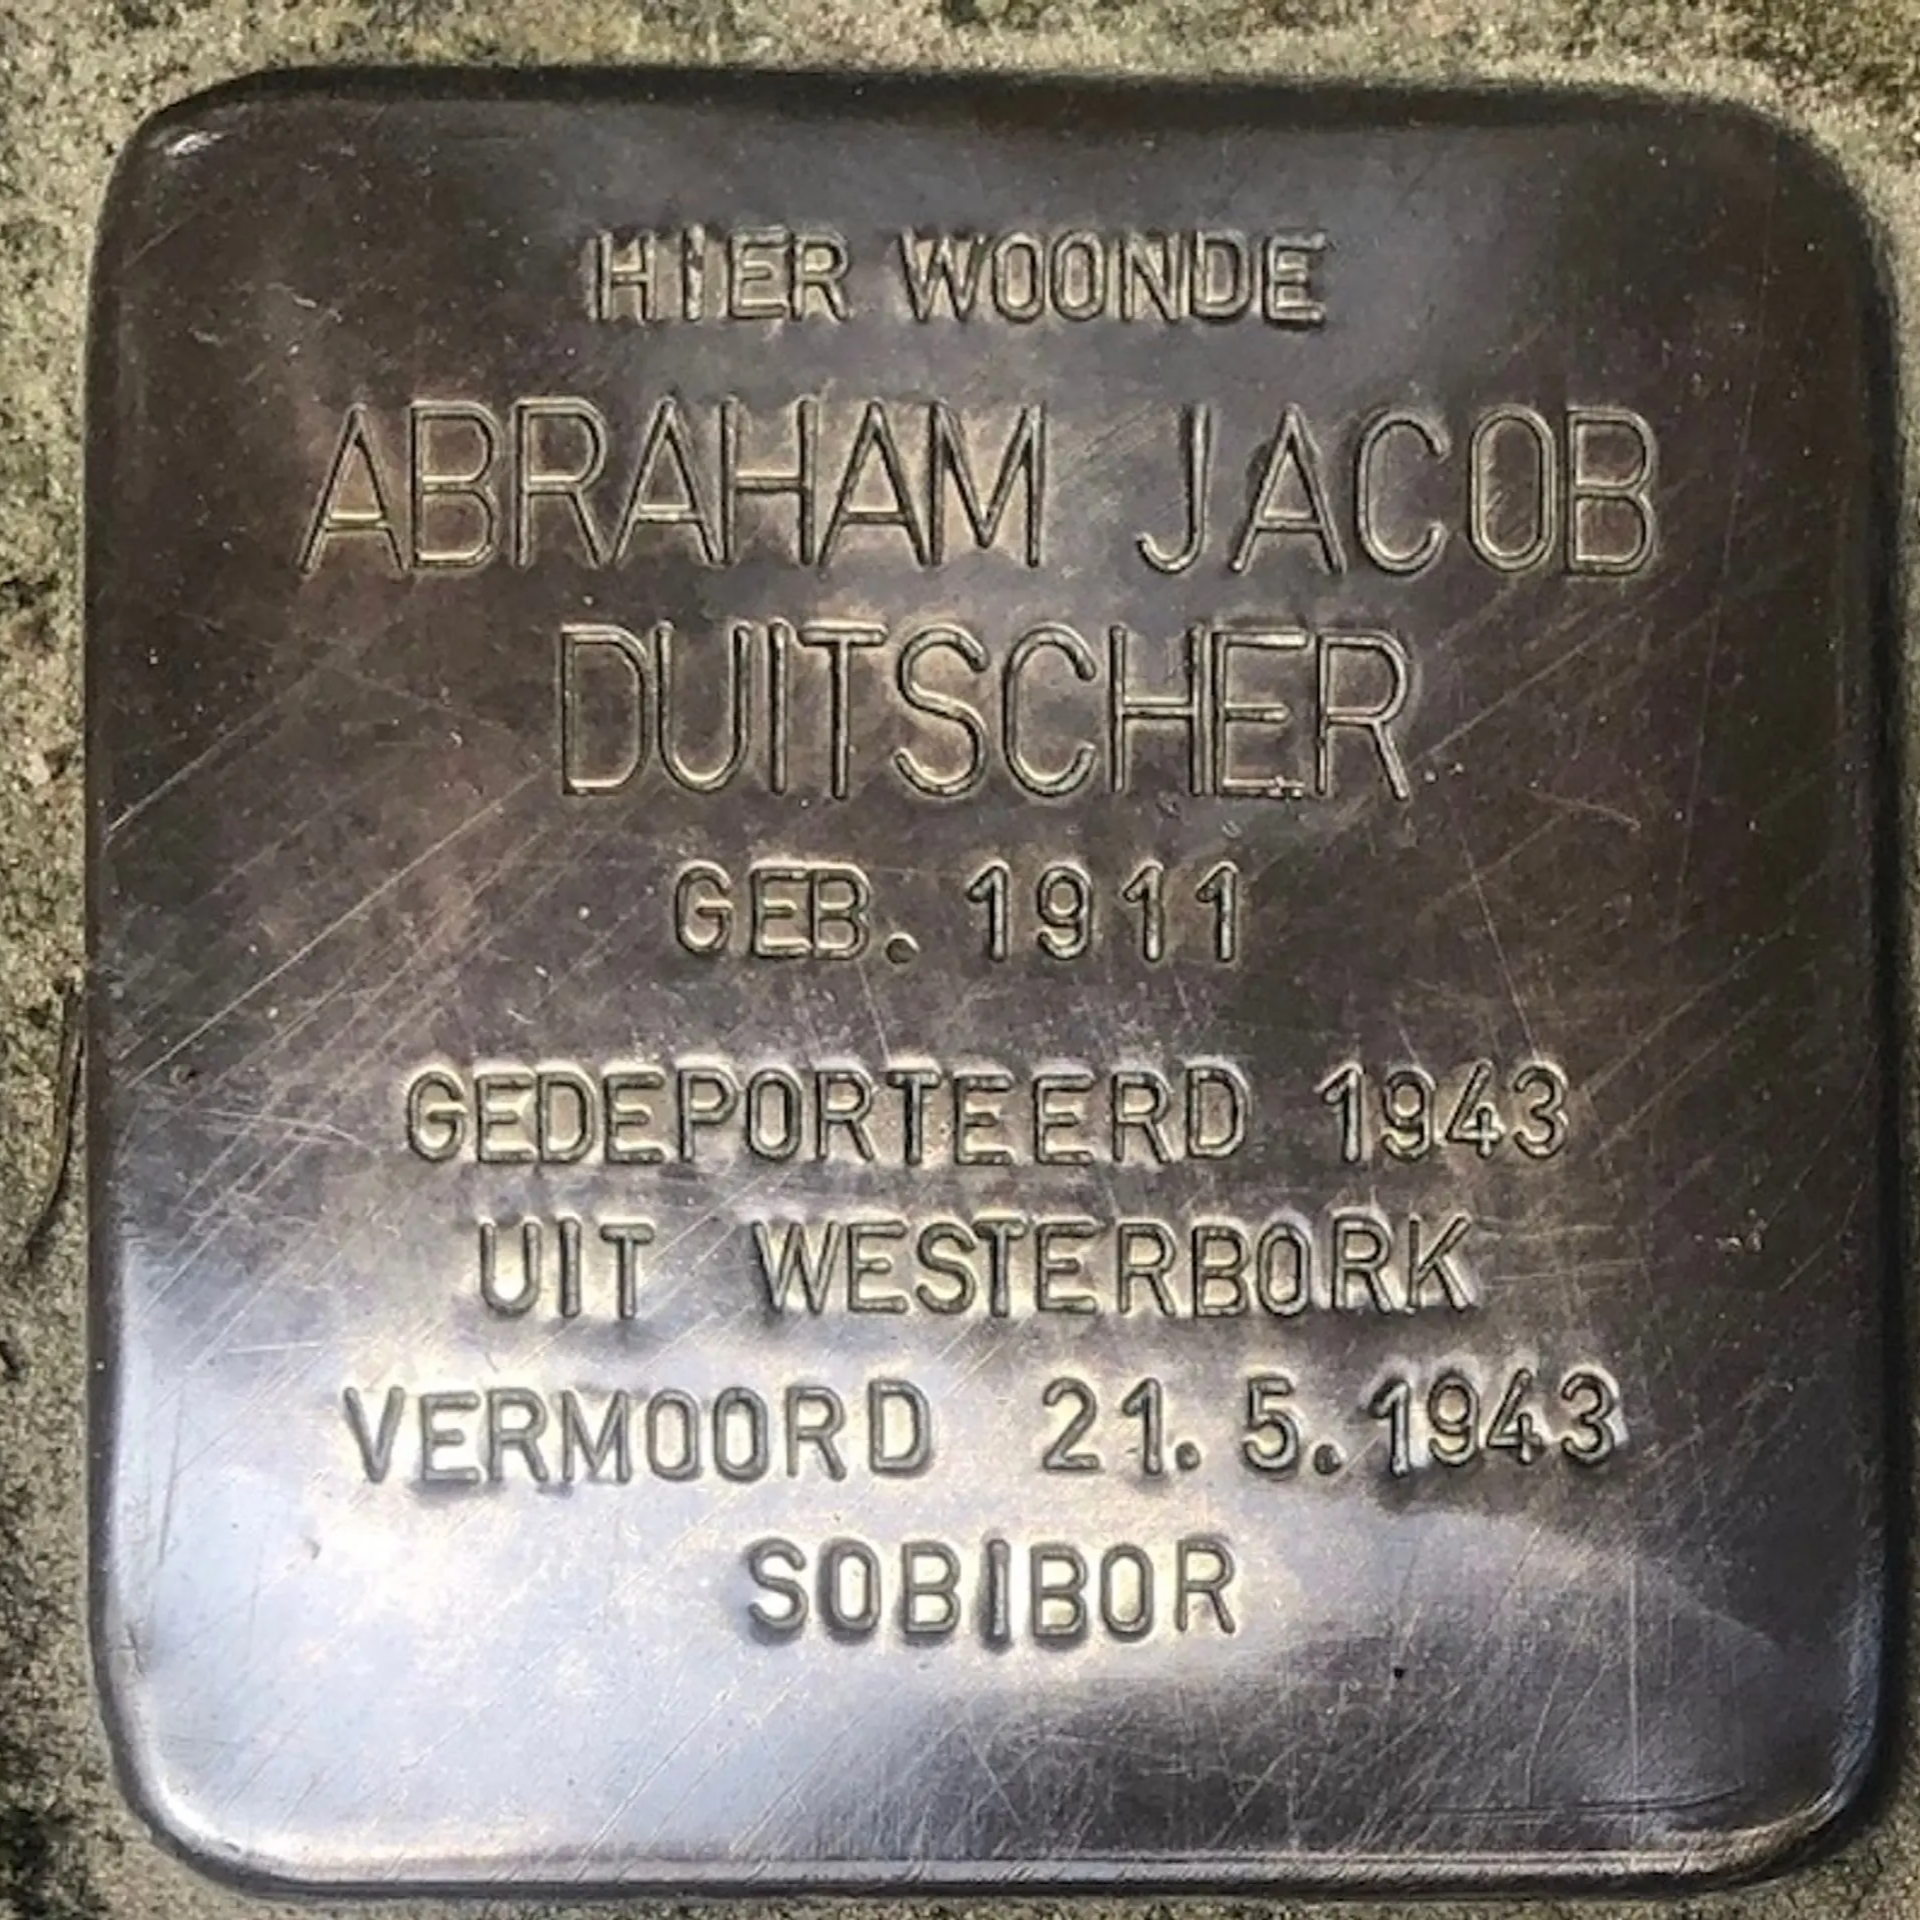 HIER WOONDE
ABRAHAM JACOB
DUITSCHER
GEB. 1911
GEDEPORTEERD 1943
UIT WESTERBORK
VERMOORD 21.5.1943
SOBIBOR